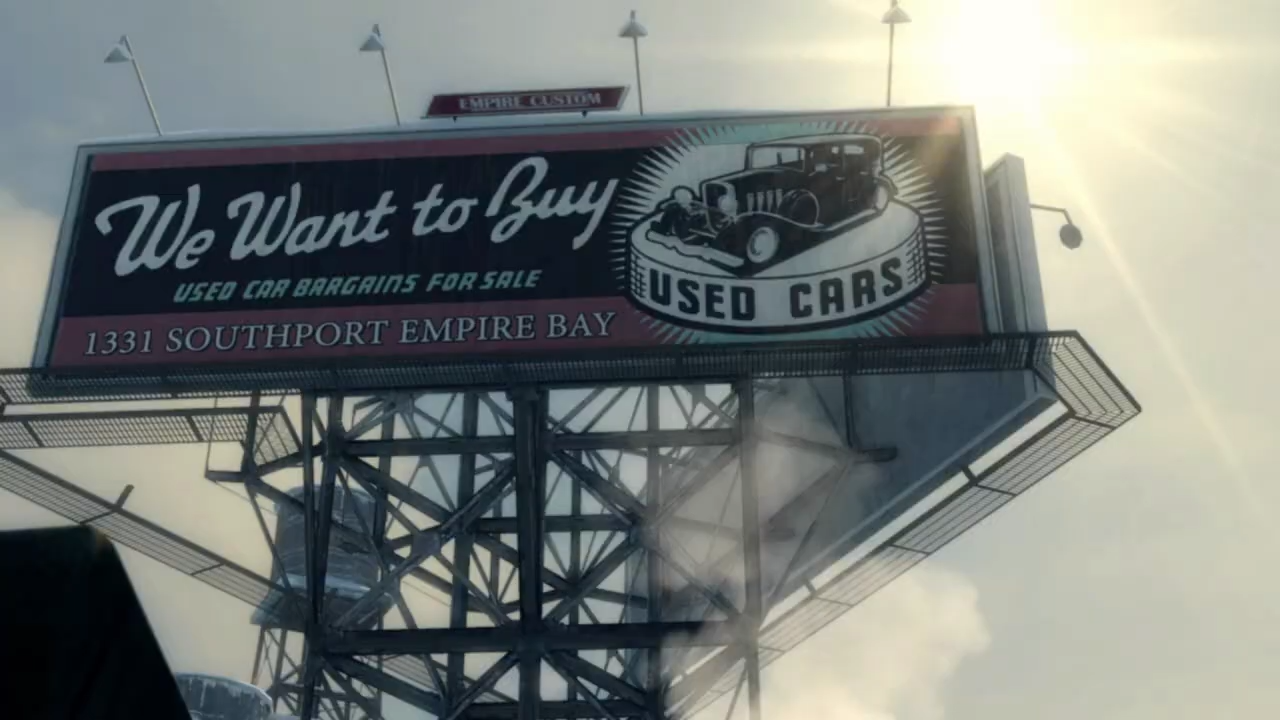 EMPIRE CUSTOM
We Want to Buy
USED CAR BARGAINS FOR SALE
1331 SOUTHPORT EMPIRE BAY
USED CARS